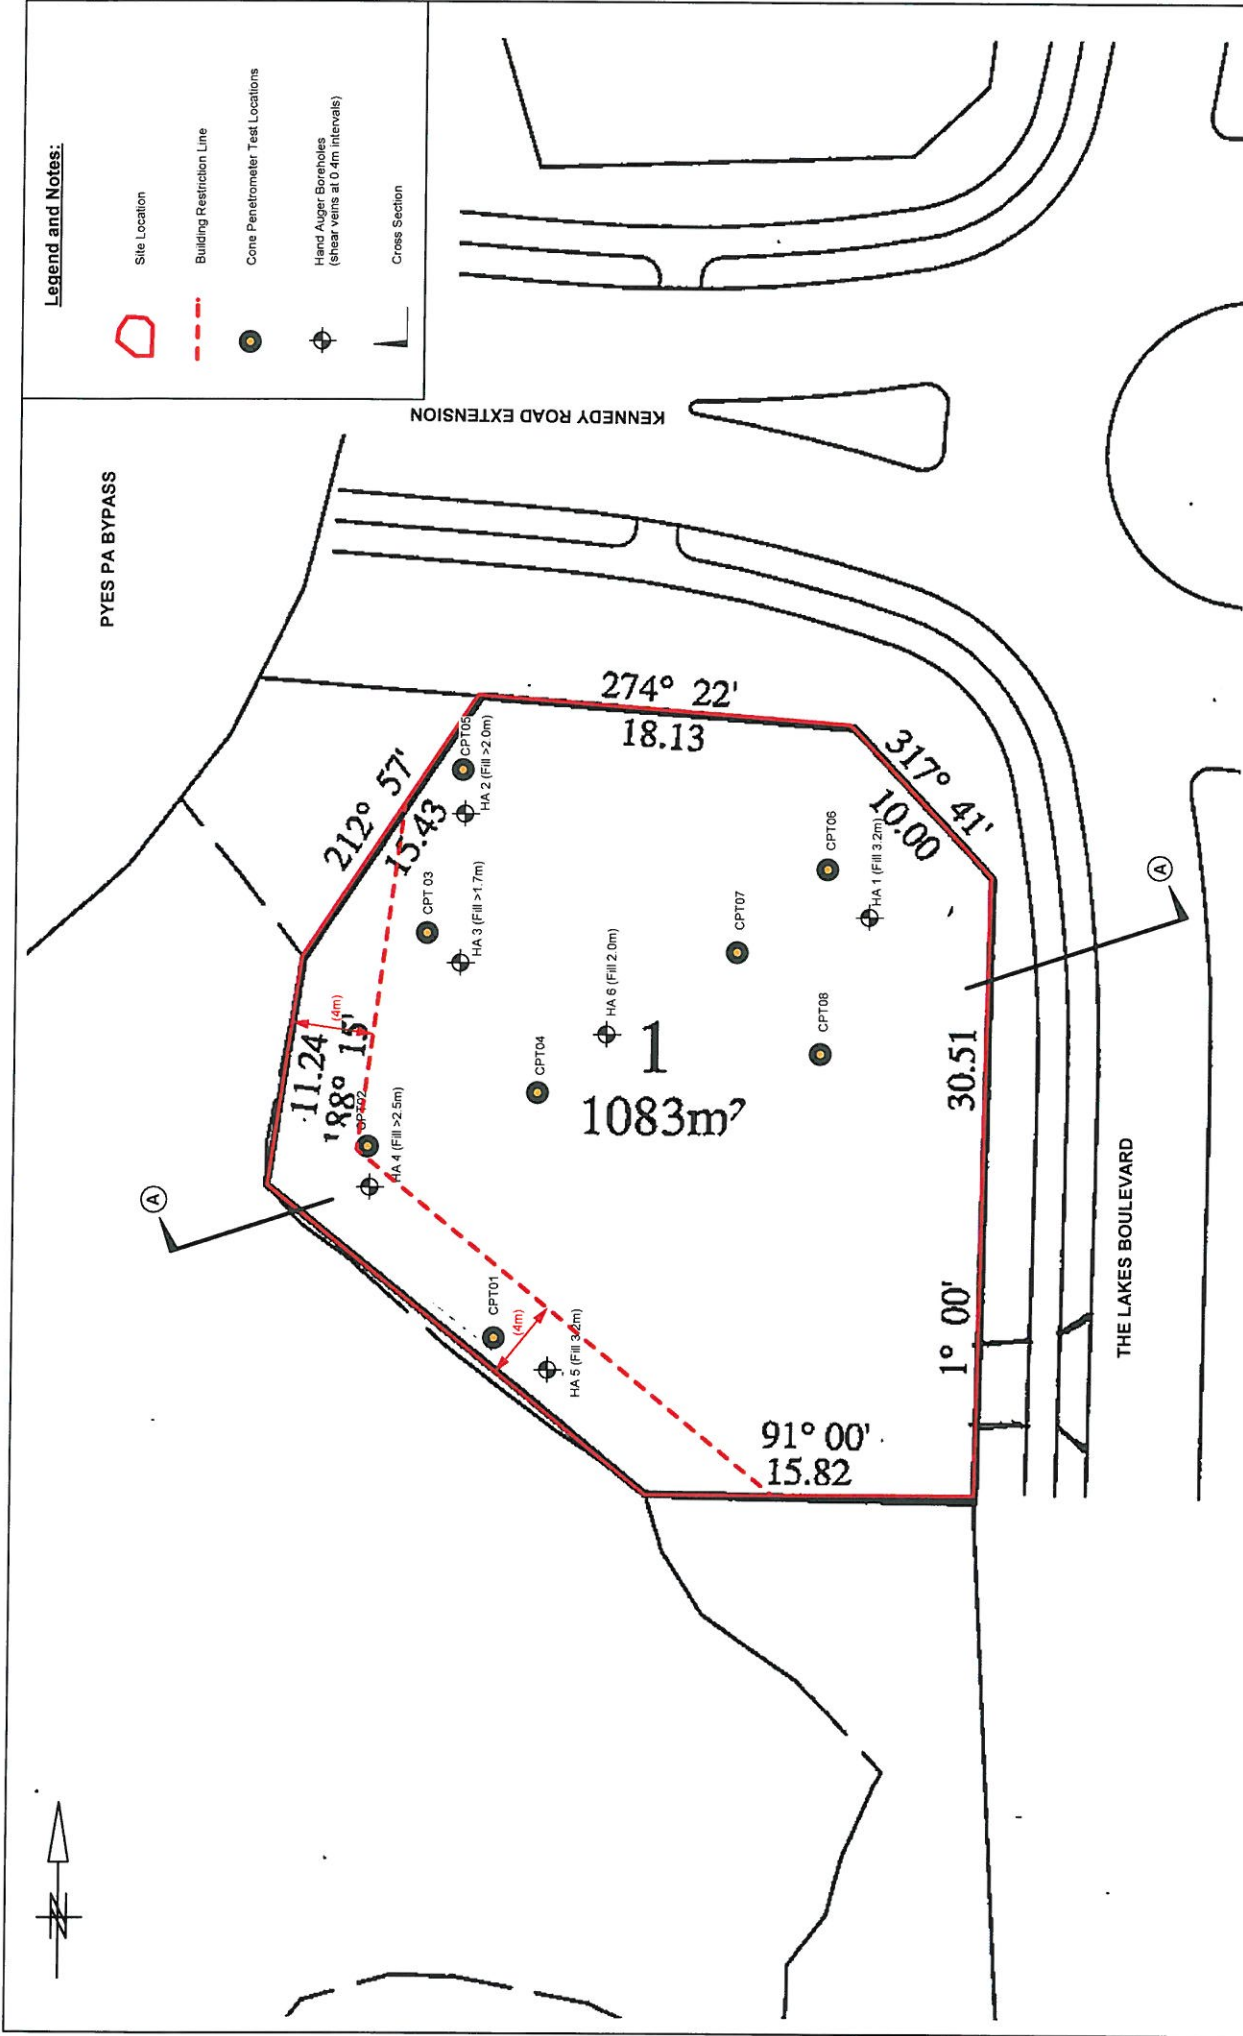 Legend and Notes:
Site Location
Building Restriction Line
Cone Penetrometer Test Locations
Hand Auger Boreholes
(shear veins at 0.4m intervals)
Cross Section
PYES PA BYPASS
KENNEDY ROAD EXTENSION
N
A
212° 57'
15.43
274° 22'
18.13
317° 41'
10.00
11.24
188° 15'
(4m)
CPT02
HA 4 (Fill >2.5m)
CPT 03
HA 3 (Fill >1.7m)
CPT05
HA 2 (Fill >2.0m)
CPT01
(4m)
HA 5 (Fill 3.2m)
CPT04
HA 6 (Fill 2.0m)
1
1083m²
CPT07
CPT06
HA 1 (Fill 3.2m)
CPT08
91° 00'
15.82
1° 00'
30.51
A
THE LAKES BOULEVARD